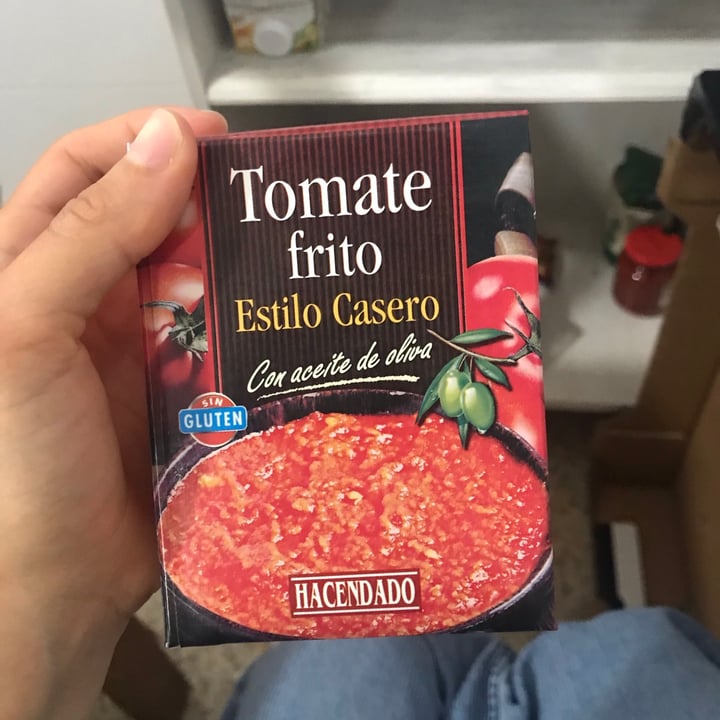 Tomate
frito
Estilo Casero
Con aceite de oliva
SIN
GLUTEN
HACENDADO